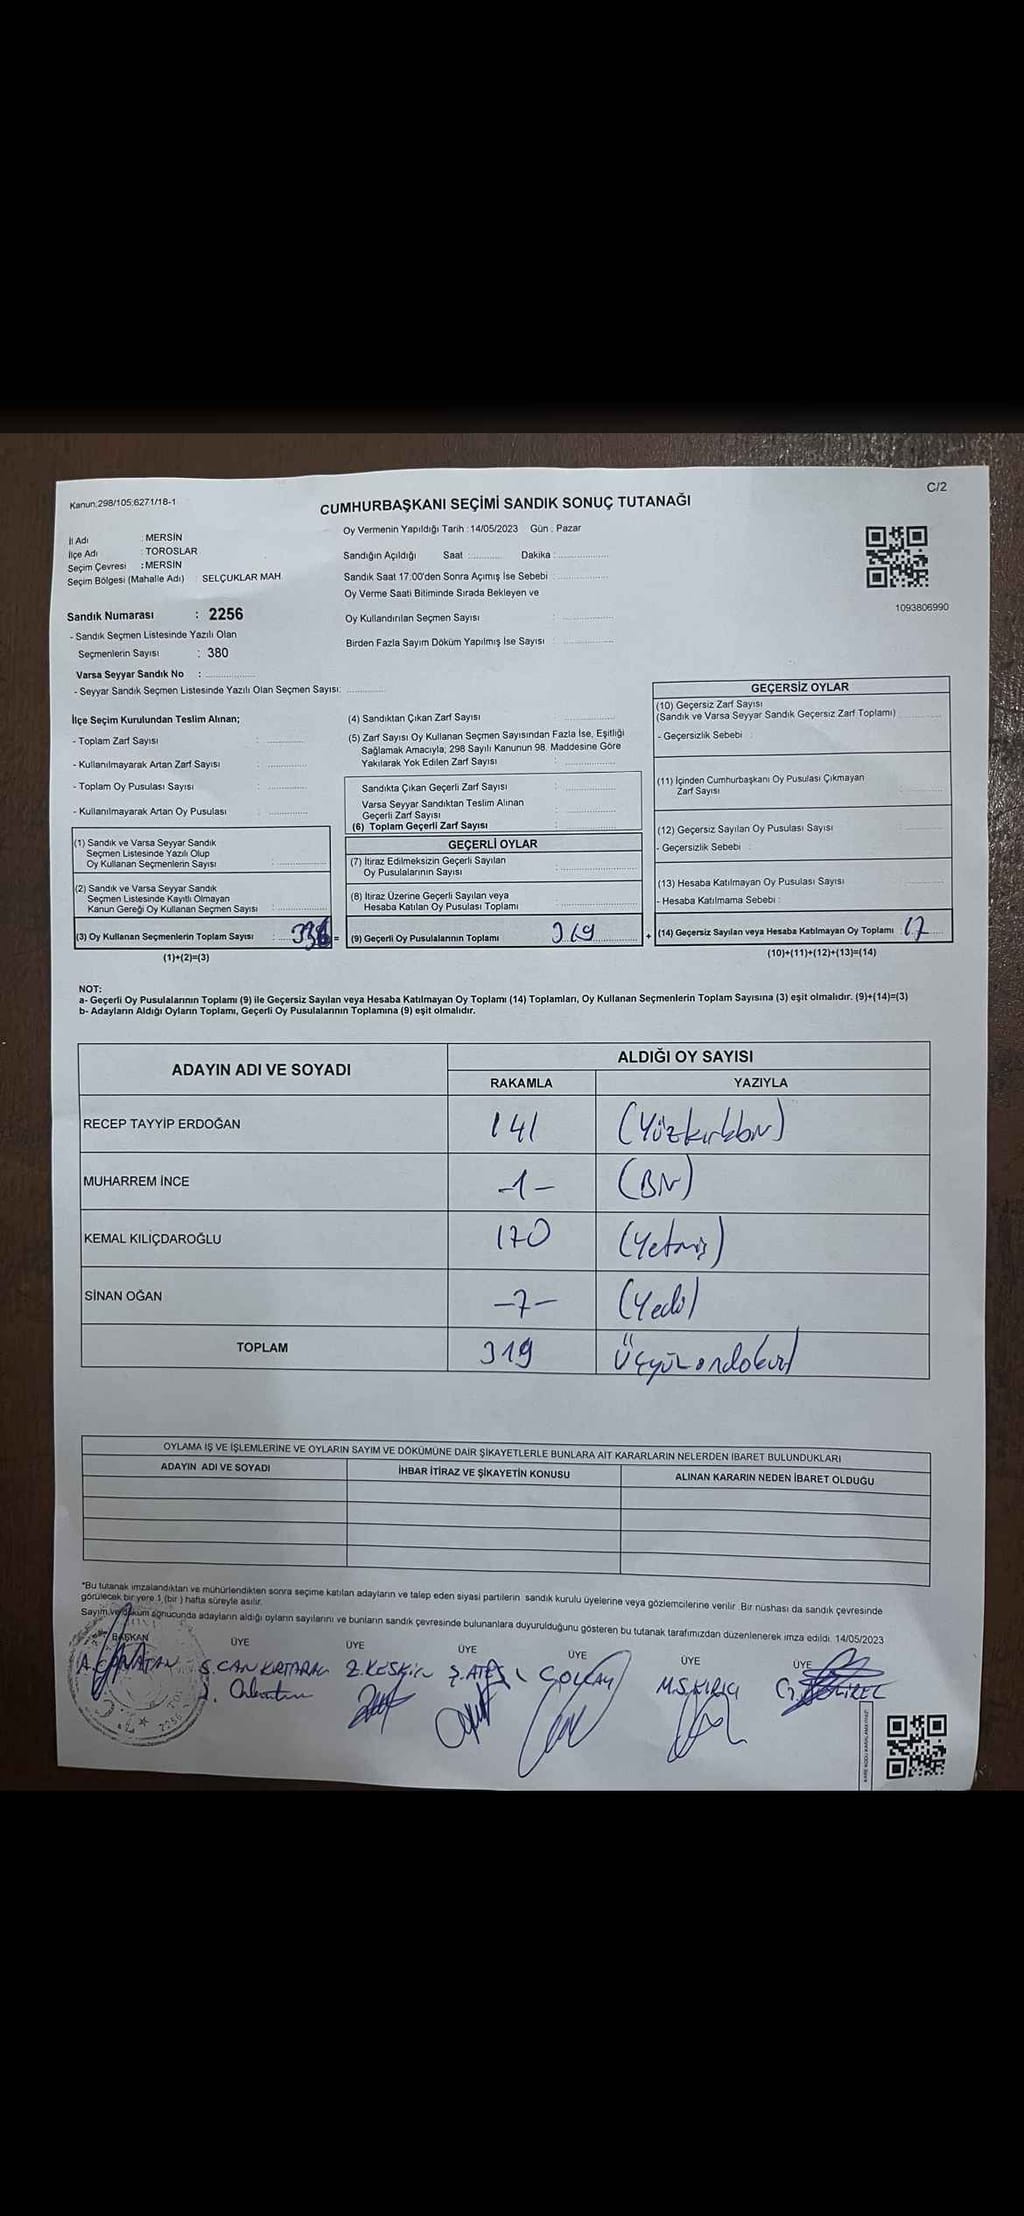 Kanun:298/105;6271/18-1
C/2
CUMHURBAŞKANI SEÇİMİ SANDIK SONUÇ TUTANAĞI
Oy Vermenin Yapıldığı Tarih :14/05/2023 Gün : Pazar
İl Adı : MERSİN
İlçe Adı : TOROSLAR
Seçim Çevresi : MERSİN
Seçim Bölgesi (Mahalle Adı) : SELÇUKLAR MAH.
Sandığın Açıldığı Saat :........... Dakika :..................
Sandık Saat 17:00'den Sonra Açımış İse Sebebi :.................
Oy Verme Saati Bitiminde Sırada Bekleyen ve
Oy Kullandırılan Seçmen Sayısı :.................
Birden Fazla Sayım Döküm Yapılmış İse Sayısı :.................
1093806990
Sandık Numarası : 2256
- Sandık Seçmen Listesinde Yazılı Olan
Seçmenlerin Sayısı : 380
Varsa Seyyar Sandık No :.................
- Seyyar Sandık Seçmen Listesinde Yazılı Olan Seçmen Sayısı: .............
İlçe Seçim Kurulundan Teslim Alınan;
- Toplam Zarf Sayısı : .............
- Kullanılmayarak Artan Zarf Sayısı : .............
- Toplam Oy Pusulası Sayısı : .............
- Kullanılmayarak Artan Oy Pusulası : .............
(1) Sandık ve Varsa Seyyar Sandık
Seçmen Listesinde Yazılı Olup
Oy Kullanan Seçmenlerin Sayısı : .............
(2) Sandık ve Varsa Seyyar Sandık
Seçmen Listesinde Kayıtlı Olmayan
Kanun Gereği Oy Kullanan Seçmen Sayısı : .............
(3) Oy Kullanan Seçmenlerin Toplam Sayısı : 336 =
(1)+(2)=(3)
(4) Sandıktan Çıkan Zarf Sayısı : .............
(5) Zarf Sayısı Oy Kullanan Seçmen Sayısından Fazla İse, Eşitliği
Sağlamak Amacıyla; 298 Sayılı Kanunun 98. Maddesine Göre
Yakılarak Yok Edilen Zarf Sayısı : .............
Sandıkta Çıkan Geçerli Zarf Sayısı : .............
Varsa Seyyar Sandıktan Teslim Alınan
Geçerli Zarf Sayısı : .............
(6) Toplam Geçerli Zarf Sayısı : .............
GEÇERLİ OYLAR
(7) İtiraz Edilmeksizin Geçerli Sayılan
Oy Pusulalarının Sayısı : .............
(8) İtiraz Üzerine Geçerli Sayılan veya
Hesaba Katılan Oy Pusulası Toplamı : .............
(9) Geçerli Oy Pusulalarının Toplamı 319 +
GEÇERSİZ OYLAR
(10) Geçersiz Zarf Sayısı
(Sandık ve Varsa Seyyar Sandık Geçersiz Zarf Toplamı) .............
- Geçersizlik Sebebi :
(11) İçinden Cumhurbaşkanı Oy Pusulası Çıkmayan
Zarf Sayısı : .............
(12) Geçersiz Sayılan Oy Pusulası Sayısı : .............
- Geçersizlik Sebebi :
(13) Hesaba Katılmayan Oy Pusulası Sayısı : .............
- Hesaba Katılmama Sebebi :
(14) Geçersiz Sayılan veya Hesaba Katılmayan Oy Toplamı : 17
(10)+(11)+(12)+(13)=(14)
NOT:
a- Geçerli Oy Pusulalarının Toplamı (9) ile Geçersiz Sayılan veya Hesaba Katılmayan Oy Toplamı (14) Toplamları, Oy Kullanan Seçmenlerin Toplam Sayısına (3) eşit olmalıdır. (9)+(14)=(3)
b- Adayların Aldığı Oyların Toplamı, Geçerli Oy Pusulalarının Toplamına (9) eşit olmalıdır.
ADAYIN ADI VE SOYADI ALDIĞI OY SAYISI
RAKAMLA YAZIYLA
RECEP TAYYİP ERDOĞAN 141 (Yüzkırkbir)
MUHARREM İNCE -1- (Bir)
KEMAL KILIÇDAROĞLU 170 (Yetmiş)
SİNAN OĞAN -7- (Yedi)
TOPLAM 319 Üçyüzondokuz
OYLAMA İŞ VE İŞLEMLERİNE VE OYLARIN SAYIM VE DÖKÜMÜNE DAİR ŞİKAYETLERLE BUNLARA AİT KARARLARIN NELERDEN İBARET BULUNDUKLARI
ADAYIN ADI VE SOYADI İHBAR İTİRAZ VE ŞİKAYETİN KONUSU ALINAN KARARIN NEDEN İBARET OLDUĞU
*Bu tutanak imzalandıktan ve mühürlendikten sonra seçime katılan adayların ve talep eden siyasi partilerin sandık kurulu üyelerine veya gözlemcilerine verilir. Bir nüshası da sandık çevresinde
görülecek bir yere 1 (bir ) hafta süreyle asılır.
Sayım ve döküm sonucunda adayların aldığı oyların sayılarını ve bunların sandık çevresinde bulunanlara duyurulduğunu gösteren bu tutanak tarafımızdan düzenlenerek imza edildi. 14/05/2023
BAŞKAN ÜYE ÜYE ÜYE ÜYE ÜYE ÜYE
Z.KESKİN Ş.ATEŞ
2256